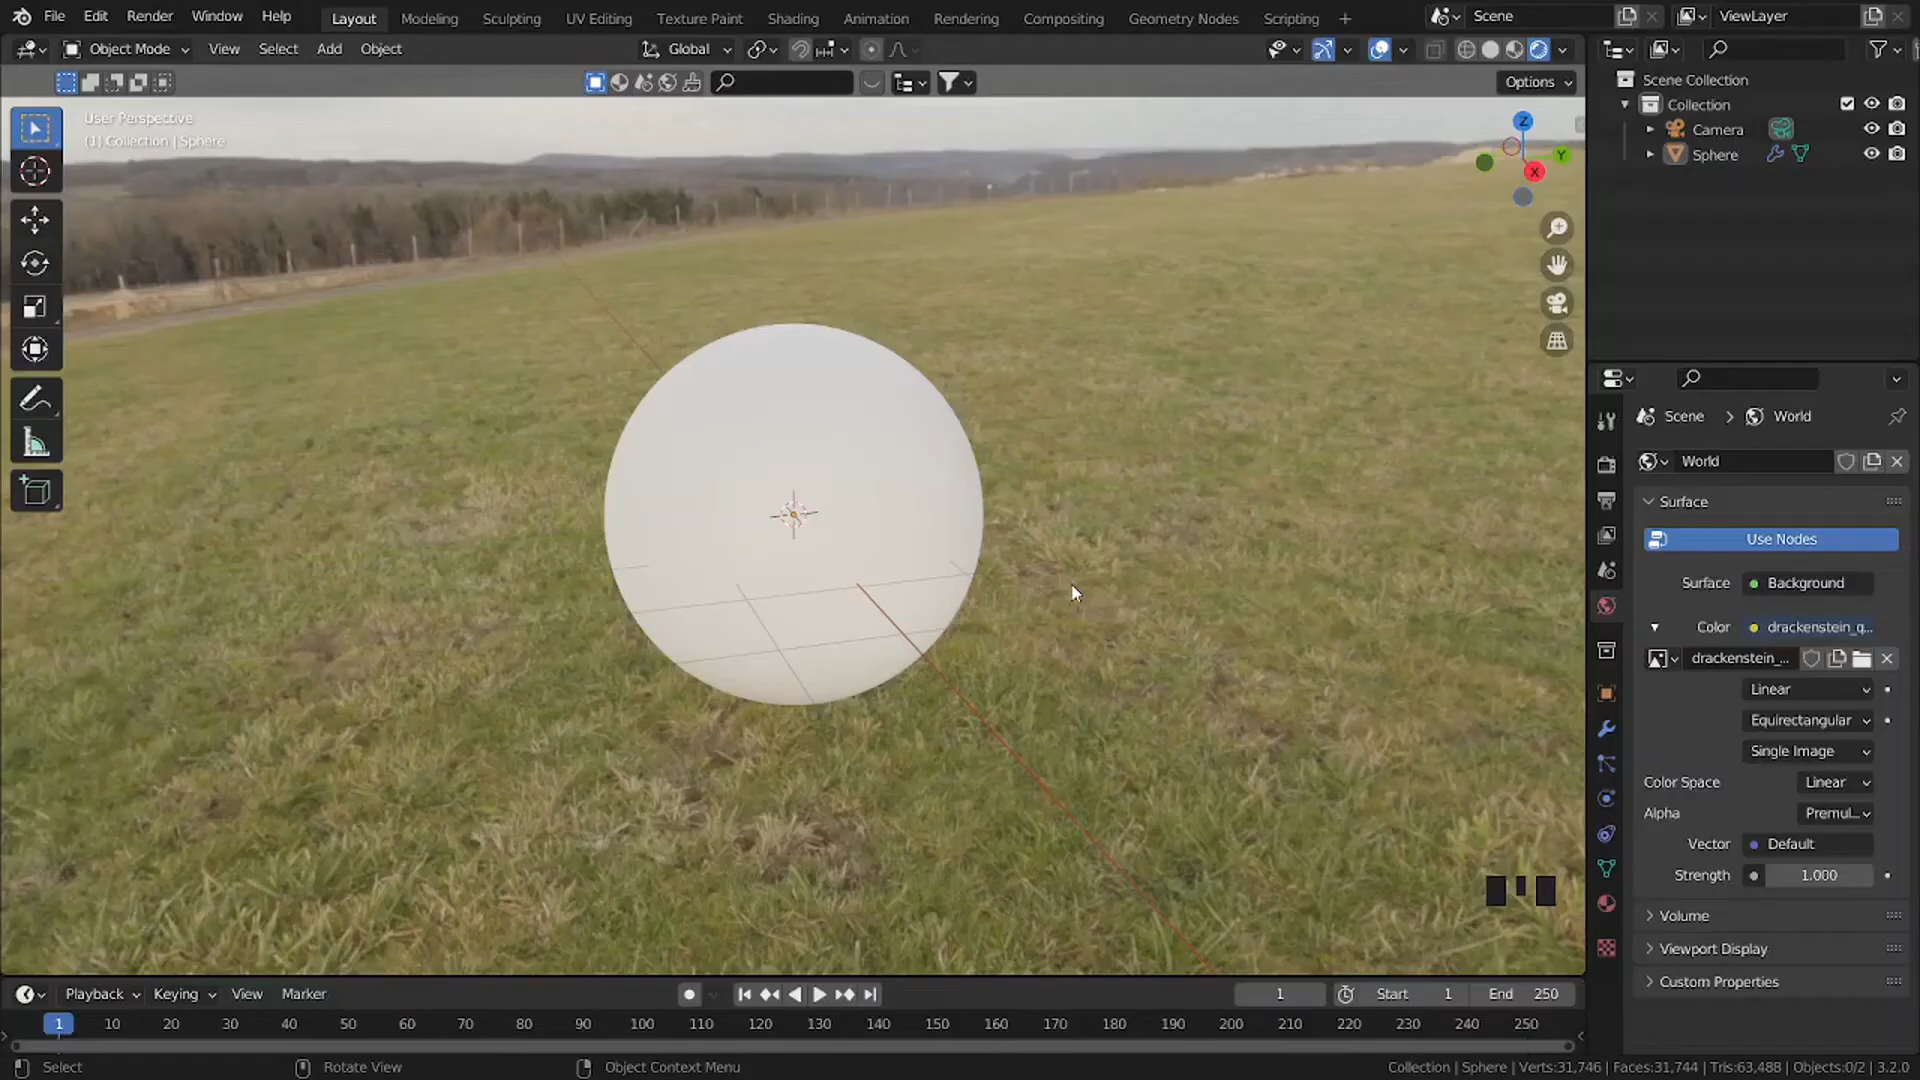 File Edit Render Window Help Layout Modeling Sculpting UV Editing Texture Paint Shading Animation Rendering Compositing Geometry Nodes Scripting + Scene ViewLayer
Object Mode View Select Add Object Global
Options
User Perspective
(1) Collection | Sphere
Z
Y
X
Scene Collection
Collection
Camera
Sphere
Scene > World
World
Surface
Use Nodes
Surface Background
Color drackenstein_q...
drackenstein_...
Linear
Equirectangular
Single Image
Color Space Linear
Alpha Premul...
Vector Default
Strength 1.000
Volume
Viewport Display
Custom Properties
Playback Keying View Marker 1 Start 1 End 250
1 10 20 30 40 50 60 70 80 90 100 110 120 130 140 150 160 170 180 190 200 210 220 230 240 250
Select Rotate View Object Context Menu Collection | Sphere | Verts:31,746 | Faces:31,744 | Tris:63,488 | Objects:0/2 | 3.2.0